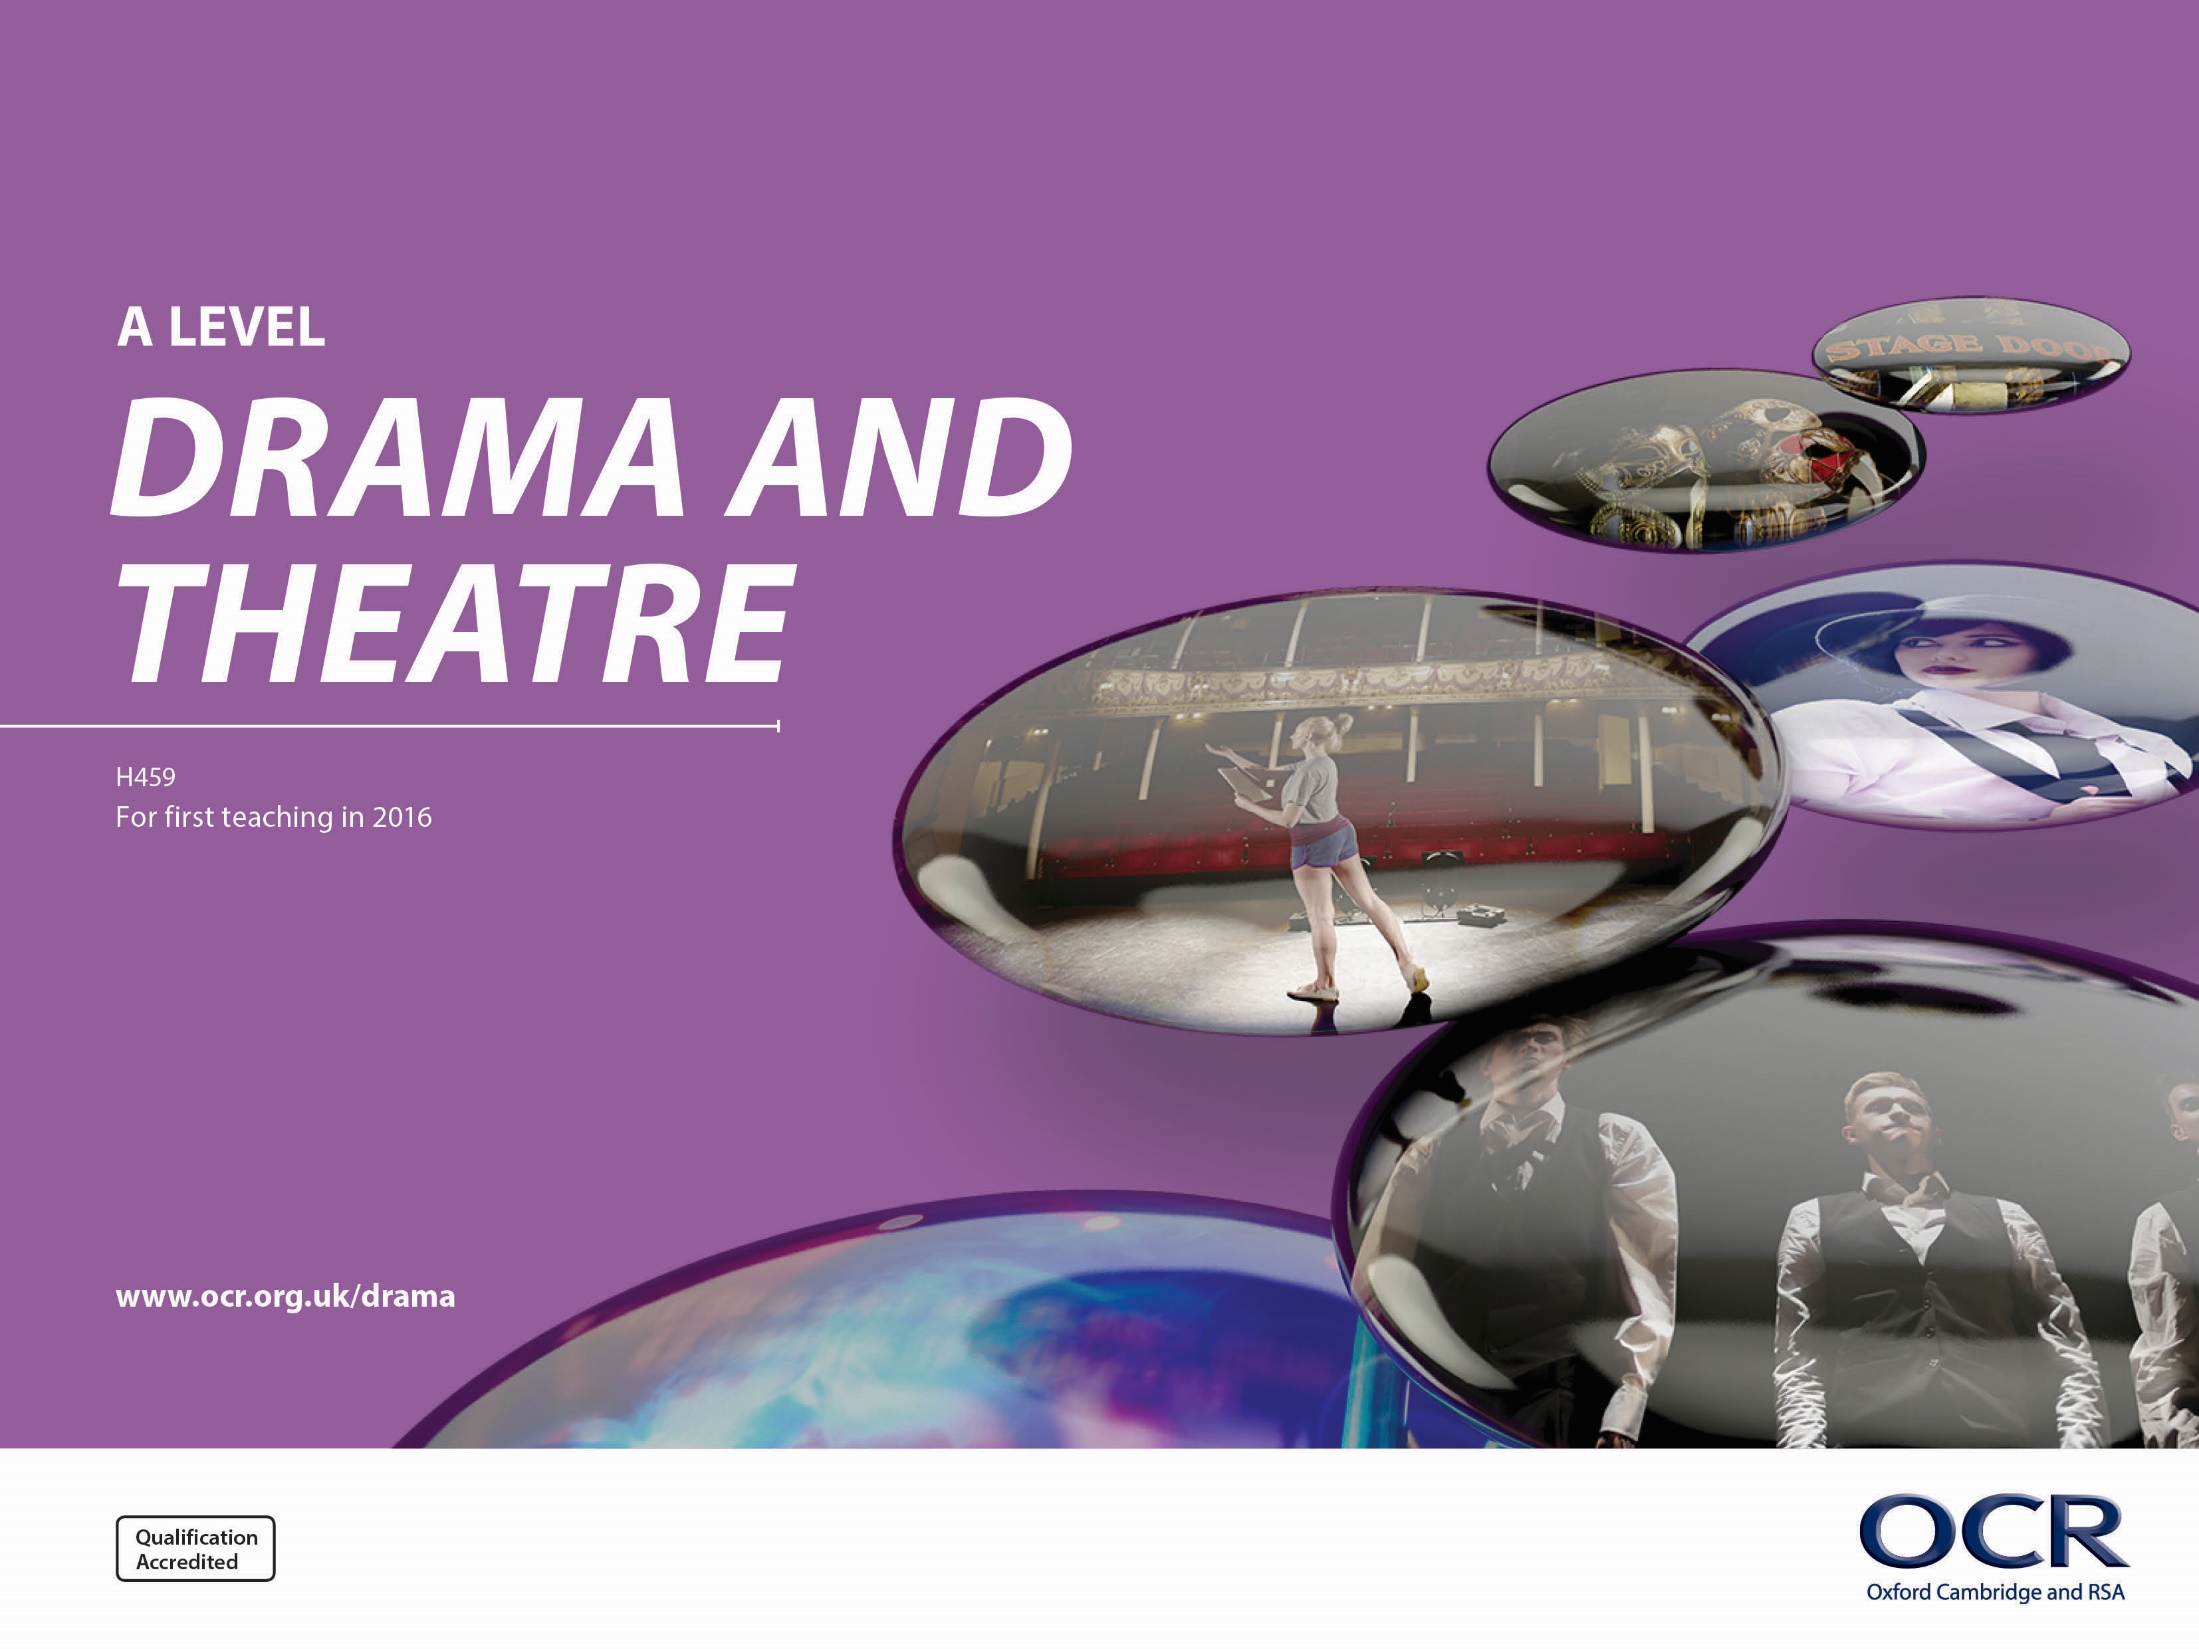 A LEVEL
DRAMA AND
THEATRE
H459
For first teaching in 2016
www.ocr.org.uk/drama
STAGE DOOR
Qualification
Accredited
OCR
Oxford Cambridge and RSA